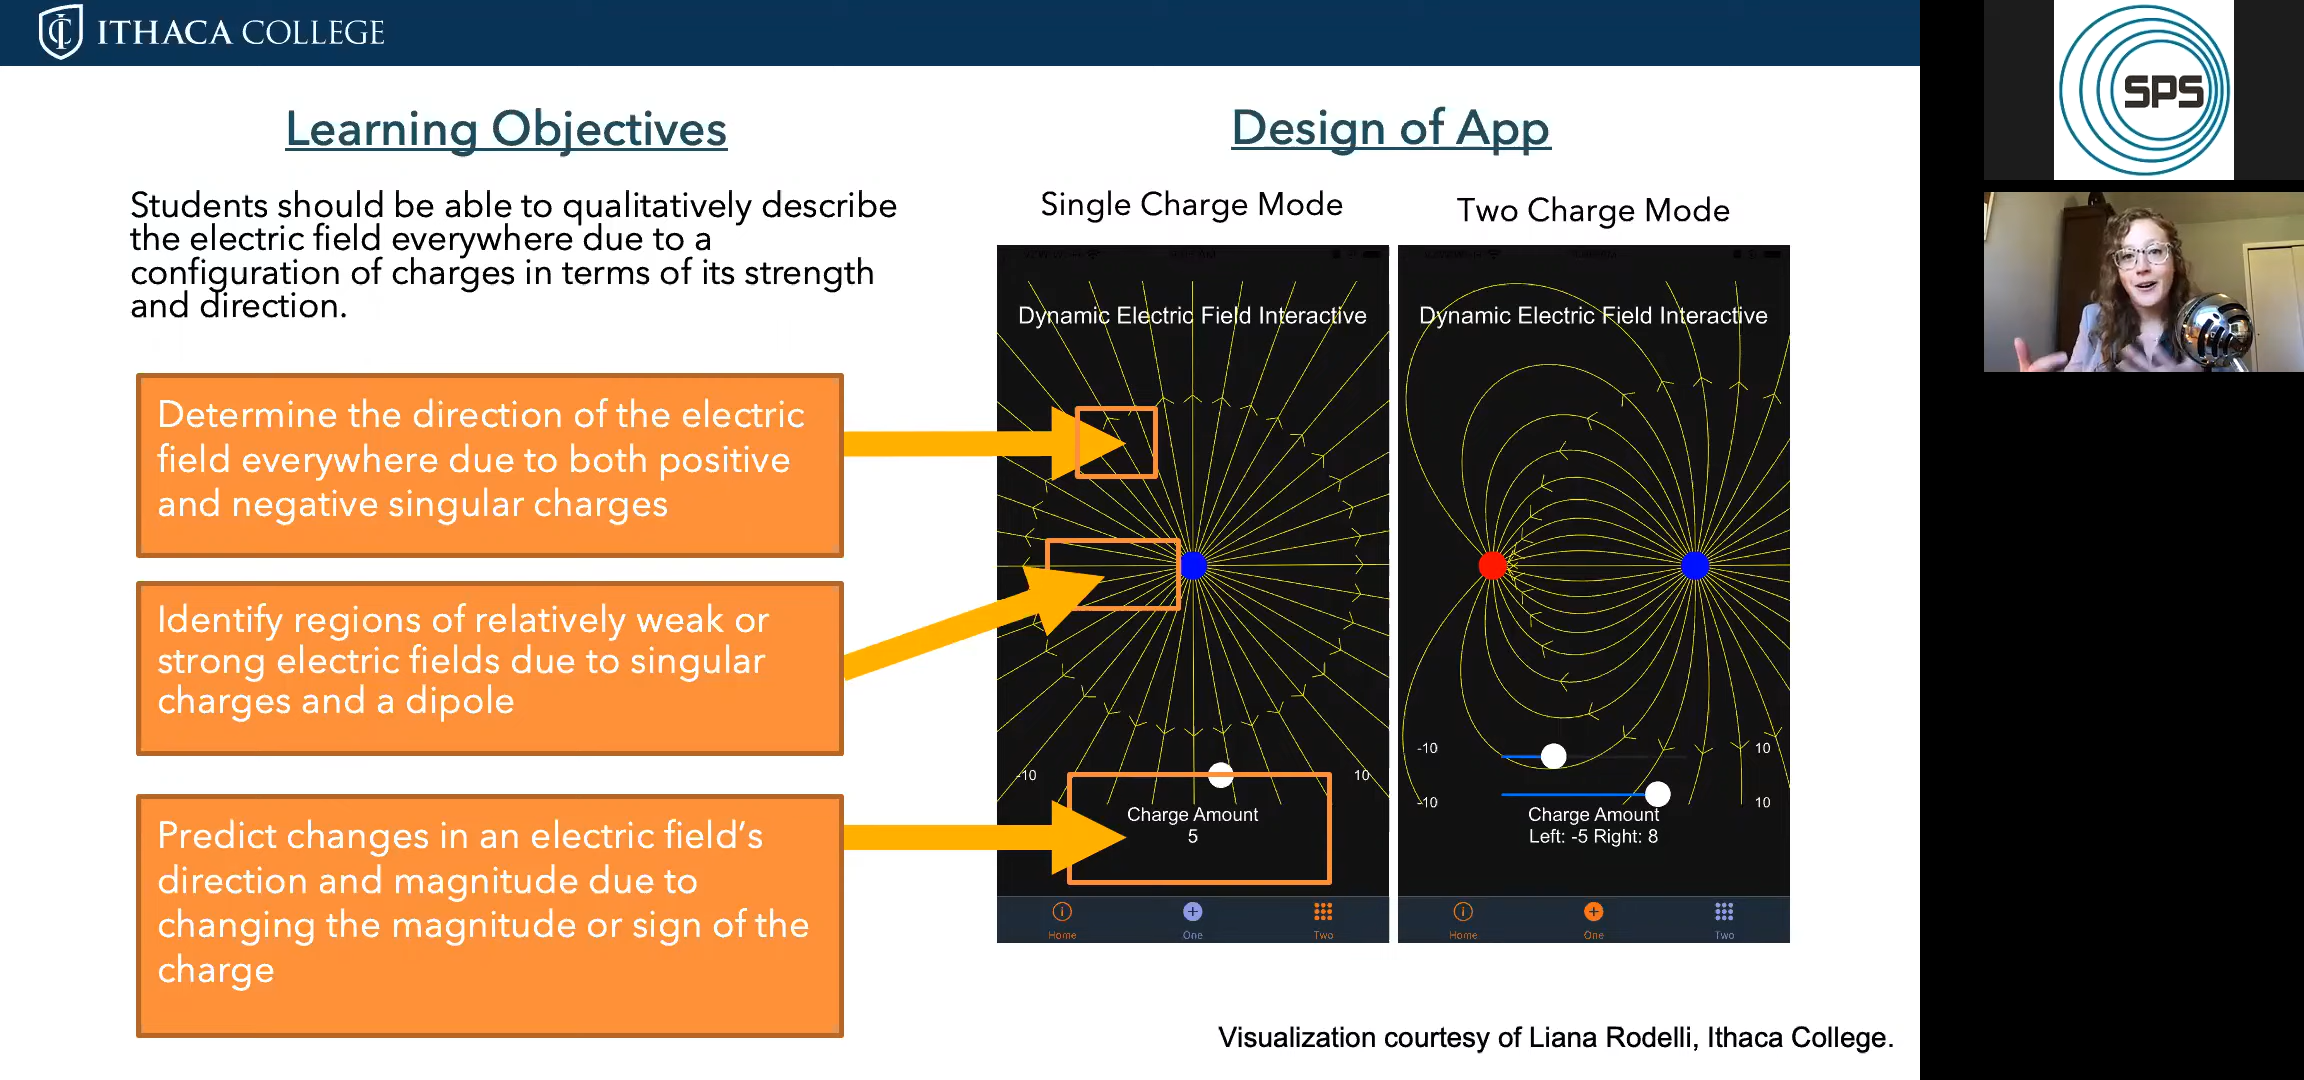 ITHACA COLLEGE
Learning Objectives
Students should be able to qualitatively describe
the electric field everywhere due to a
configuration of charges in terms of its strength
and direction.
Determine the direction of the electric
field everywhere due to both positive
and negative singular charges
Identify regions of relatively weak or
strong electric fields due to singular
charges and a dipole
Predict changes in an electric field's
direction and magnitude due to
changing the magnitude or sign of the
charge
Design of App
Single Charge Mode
Dynamic Electric Field Interactive
-10
10
Charge Amount
5
Home
One
Two
Two Charge Mode
Dynamic Electric Field Interactive
-10
10
-10
10
Charge Amount
Left: -5 Right: 8
Home
One
Two
Visualization courtesy of Liana Rodelli, Ithaca College.
SPS